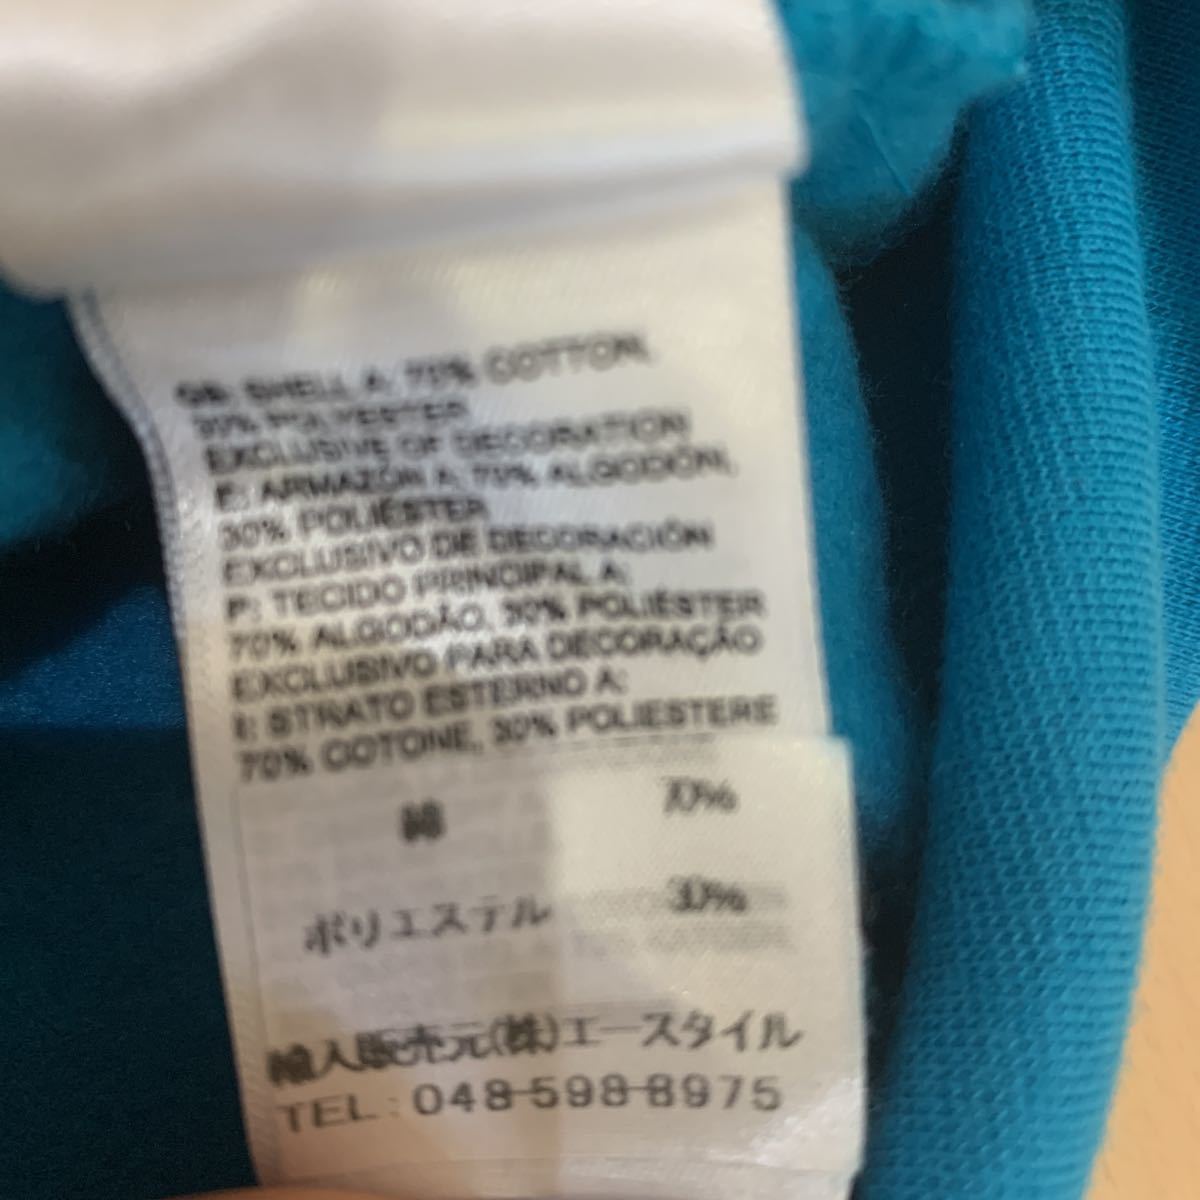 GB: SHELL A: 70% COTTON,
30% POLYESTER
EXCLUSIVE OF DECORATION
E: ARMAZÓN A: 70% ALGODÓN,
30% POLIÉSTER
EXCLUSIVO DE DECORACIÓN
P: TECIDO PRINCIPAL A:
70% ALGODÃO, 30% POLIÉSTER
EXCLUSIVO PARA DECORAÇÃO
I: STRATO ESTERNO A:
70% COTONE, 30% POLIESTERE
綿 70%
ポリエステル 30%
輸入販売元(株)エースタイル
TEL : 048-598-8975